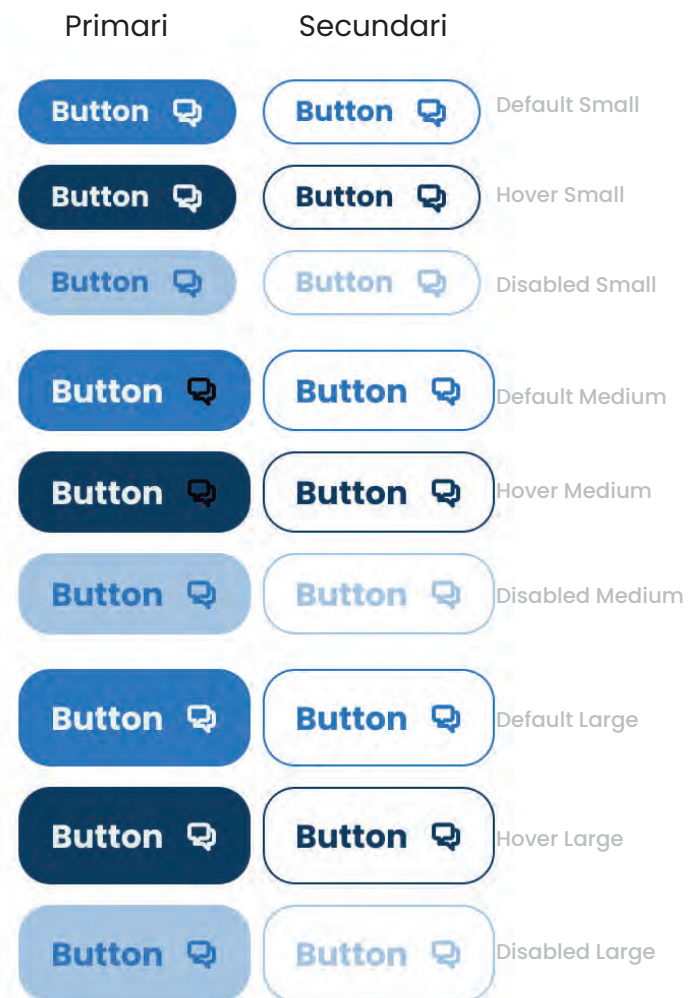 Primari Secundari
Button Button Default Small
Button Button Hover Small
Button Button Disabled Small
Button Button Default Medium
Button Button Hover Medium
Button Button Disabled Medium
Button Button Default Large
Button Button Hover Large
Button Button Disabled Large